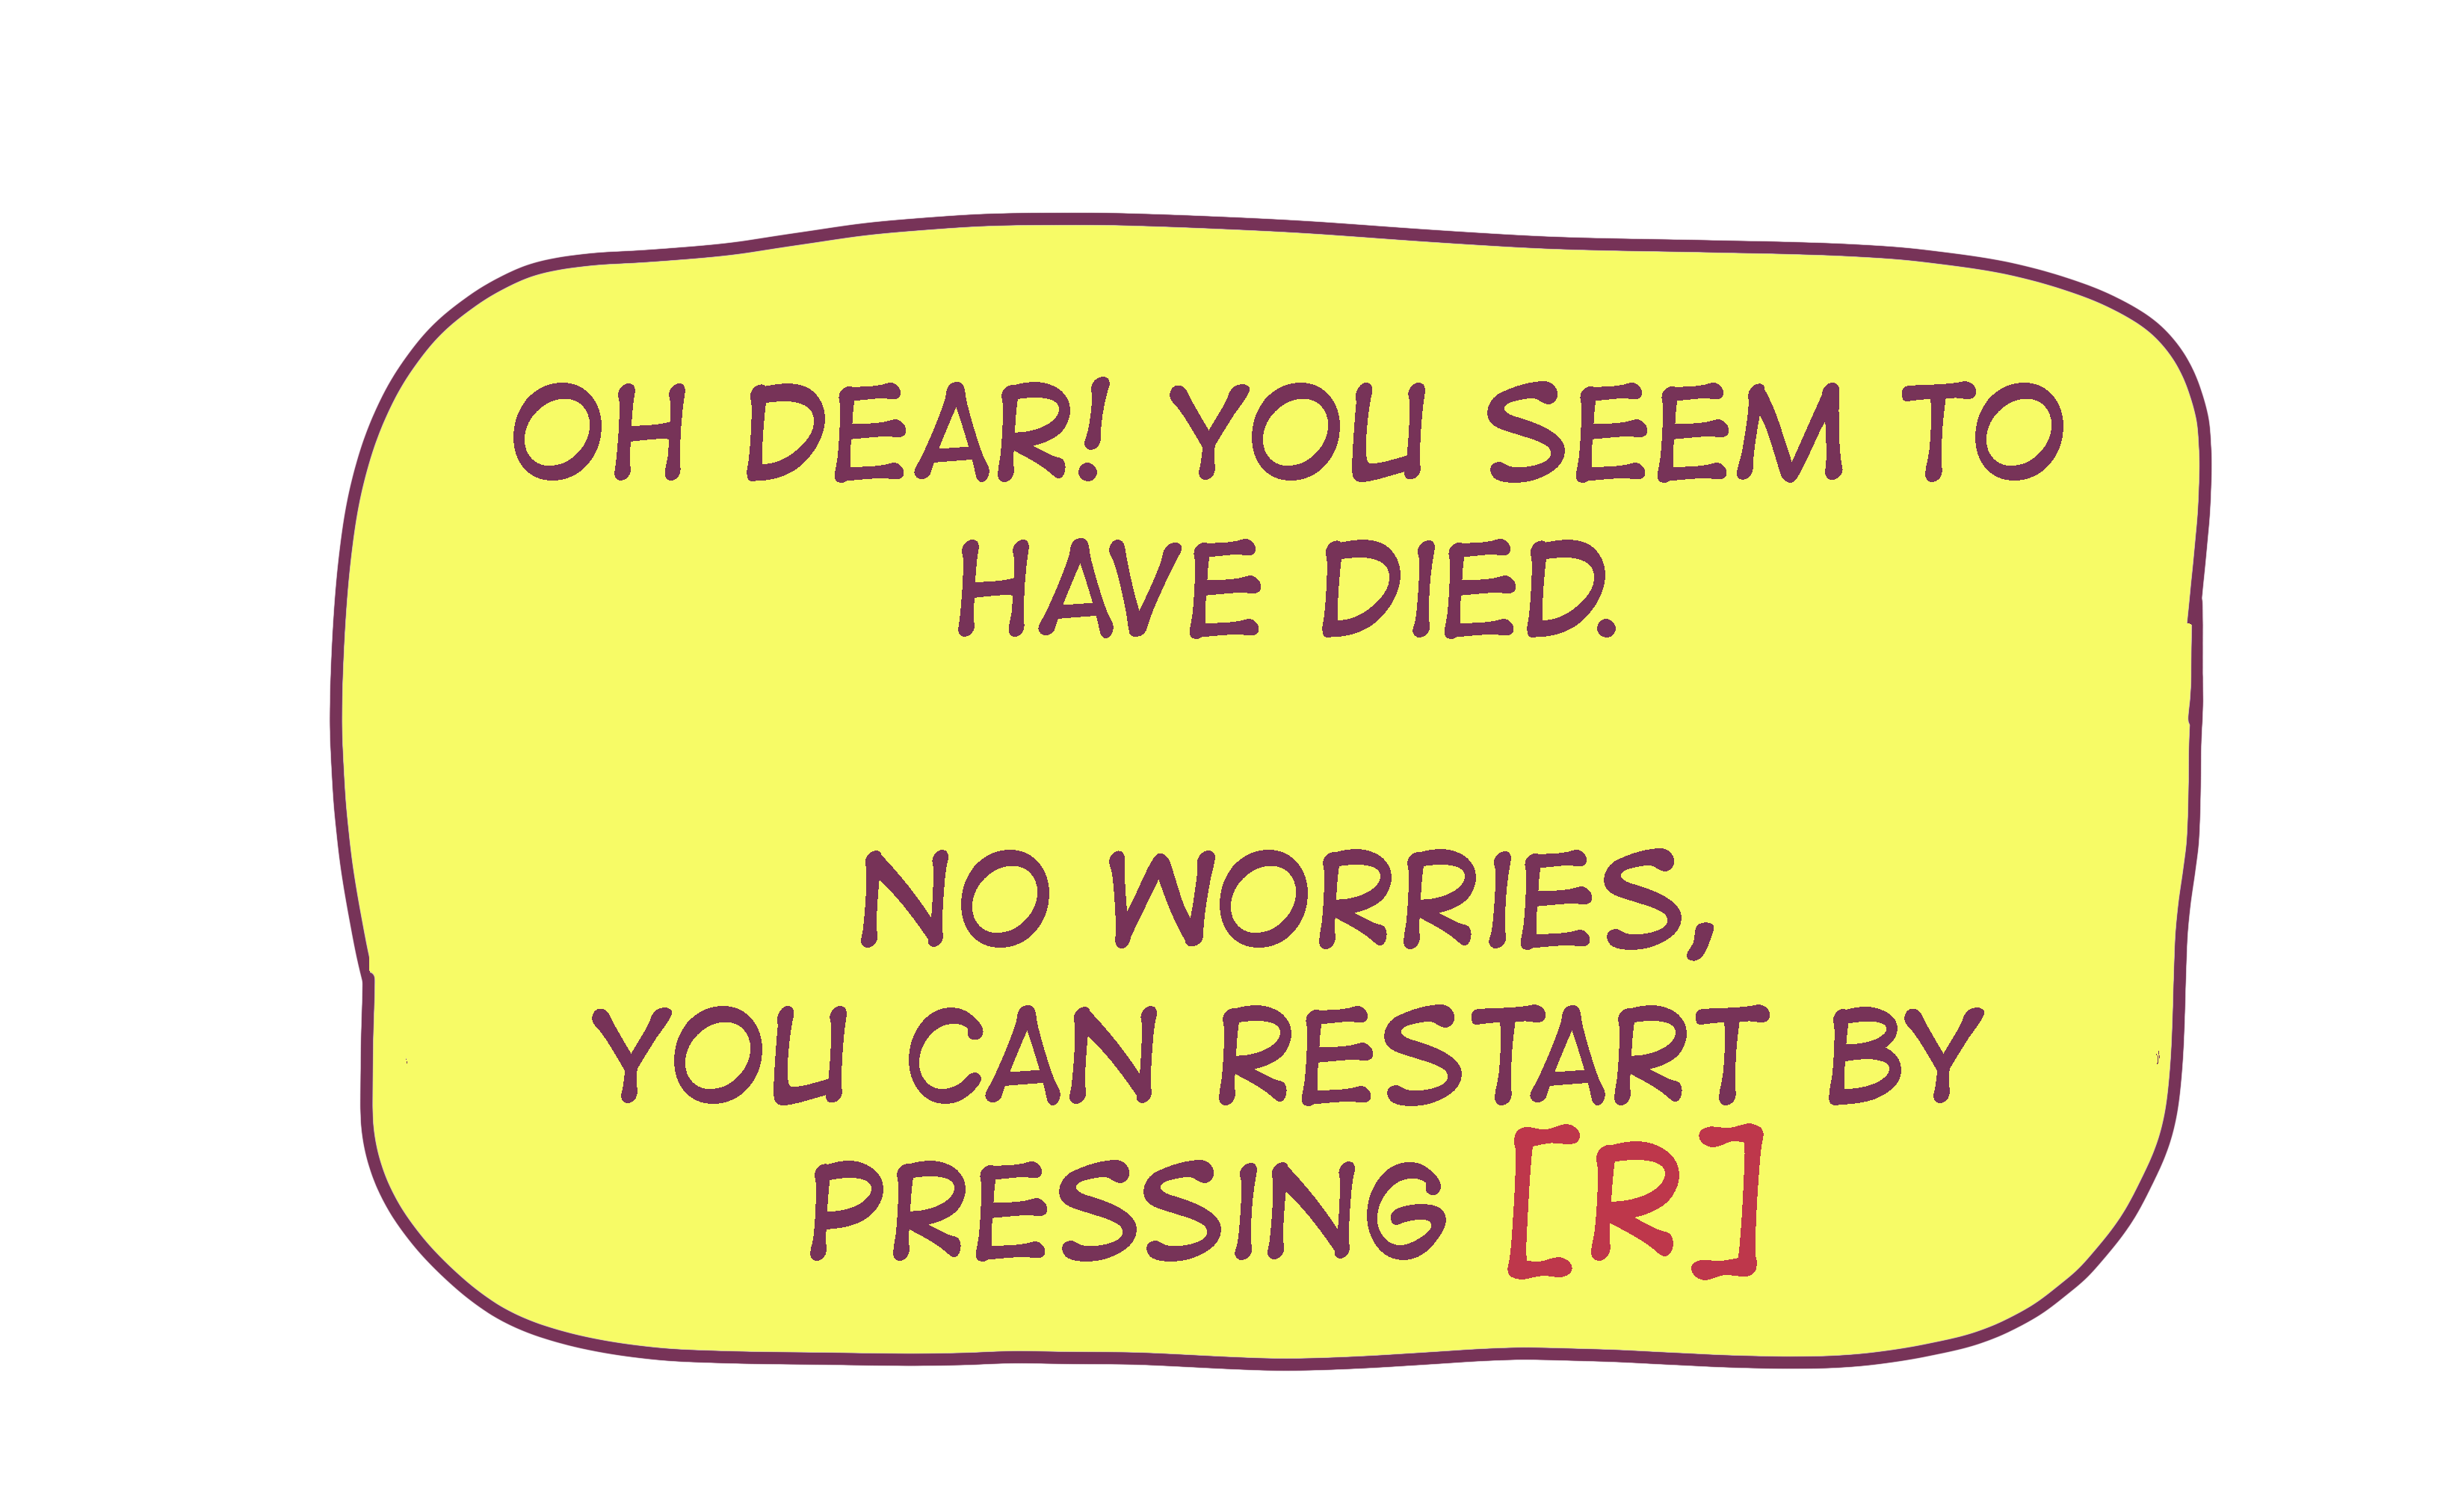 OH DEAR! YOU SEEM TO
HAVE DIED.
NO WORRIES,
YOU CAN RESTART BY
PRESSING [R]